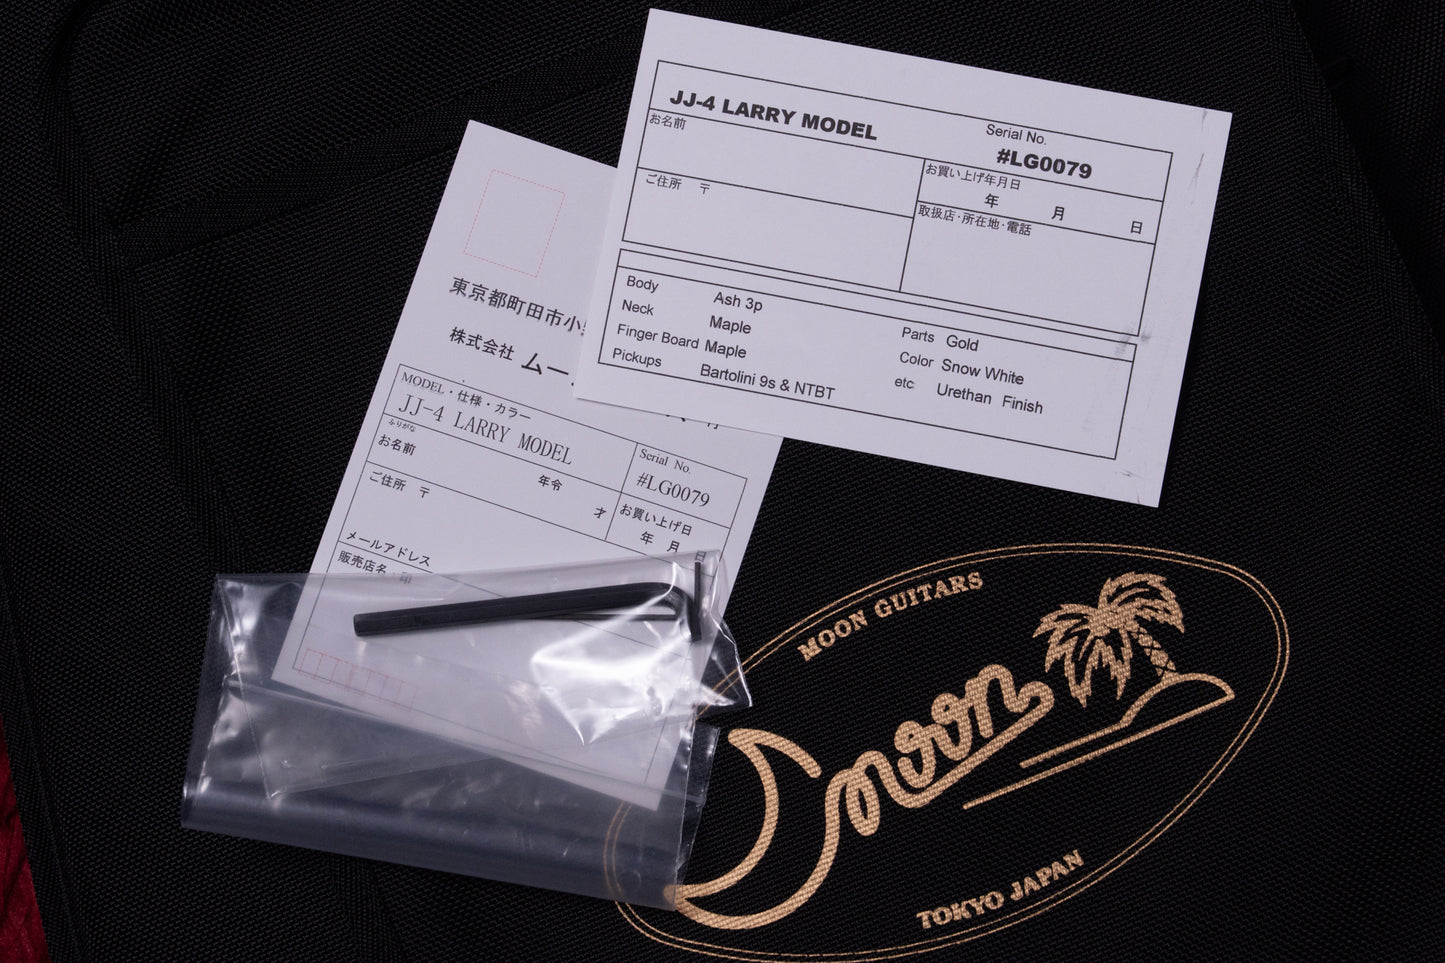 JJ-4 LARRY MODEL
Serial No.
#LG0079
お名前
お買い上げ年月日
年 月 日
ご住所 〒
取扱店・所在地・電話
Body Ash 3p
Neck Maple
Finger Board Maple
Pickups Bartolini 9s & NTBT
Parts Gold
Color Snow White
etc Urethan Finish
東京都町田市小
株式会社 ムー
MODEL・仕様・カラー
JJ-4 LARRY MODEL
Serial No.
#LG0079
ふりがな
お名前
年令
才
お買い上げ日
年 月 日
ご住所 〒
メールアドレス
販売店名・印
MOON GUITARS
moon
TOKYO JAPAN